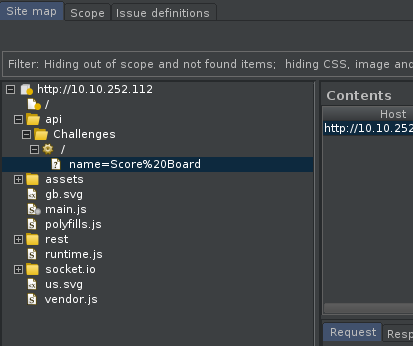 Site map Scope Issue definitions
Filter: Hiding out of scope and not found items; hiding CSS, image and
http://10.10.252.112
/
api
Challenges
/
name=Score%20Board
assets
gb.svg
main.js
polyfills.js
rest
runtime.js
socket.io
us.svg
vendor.js
Contents
Host
http://10.10.252
Request Resp